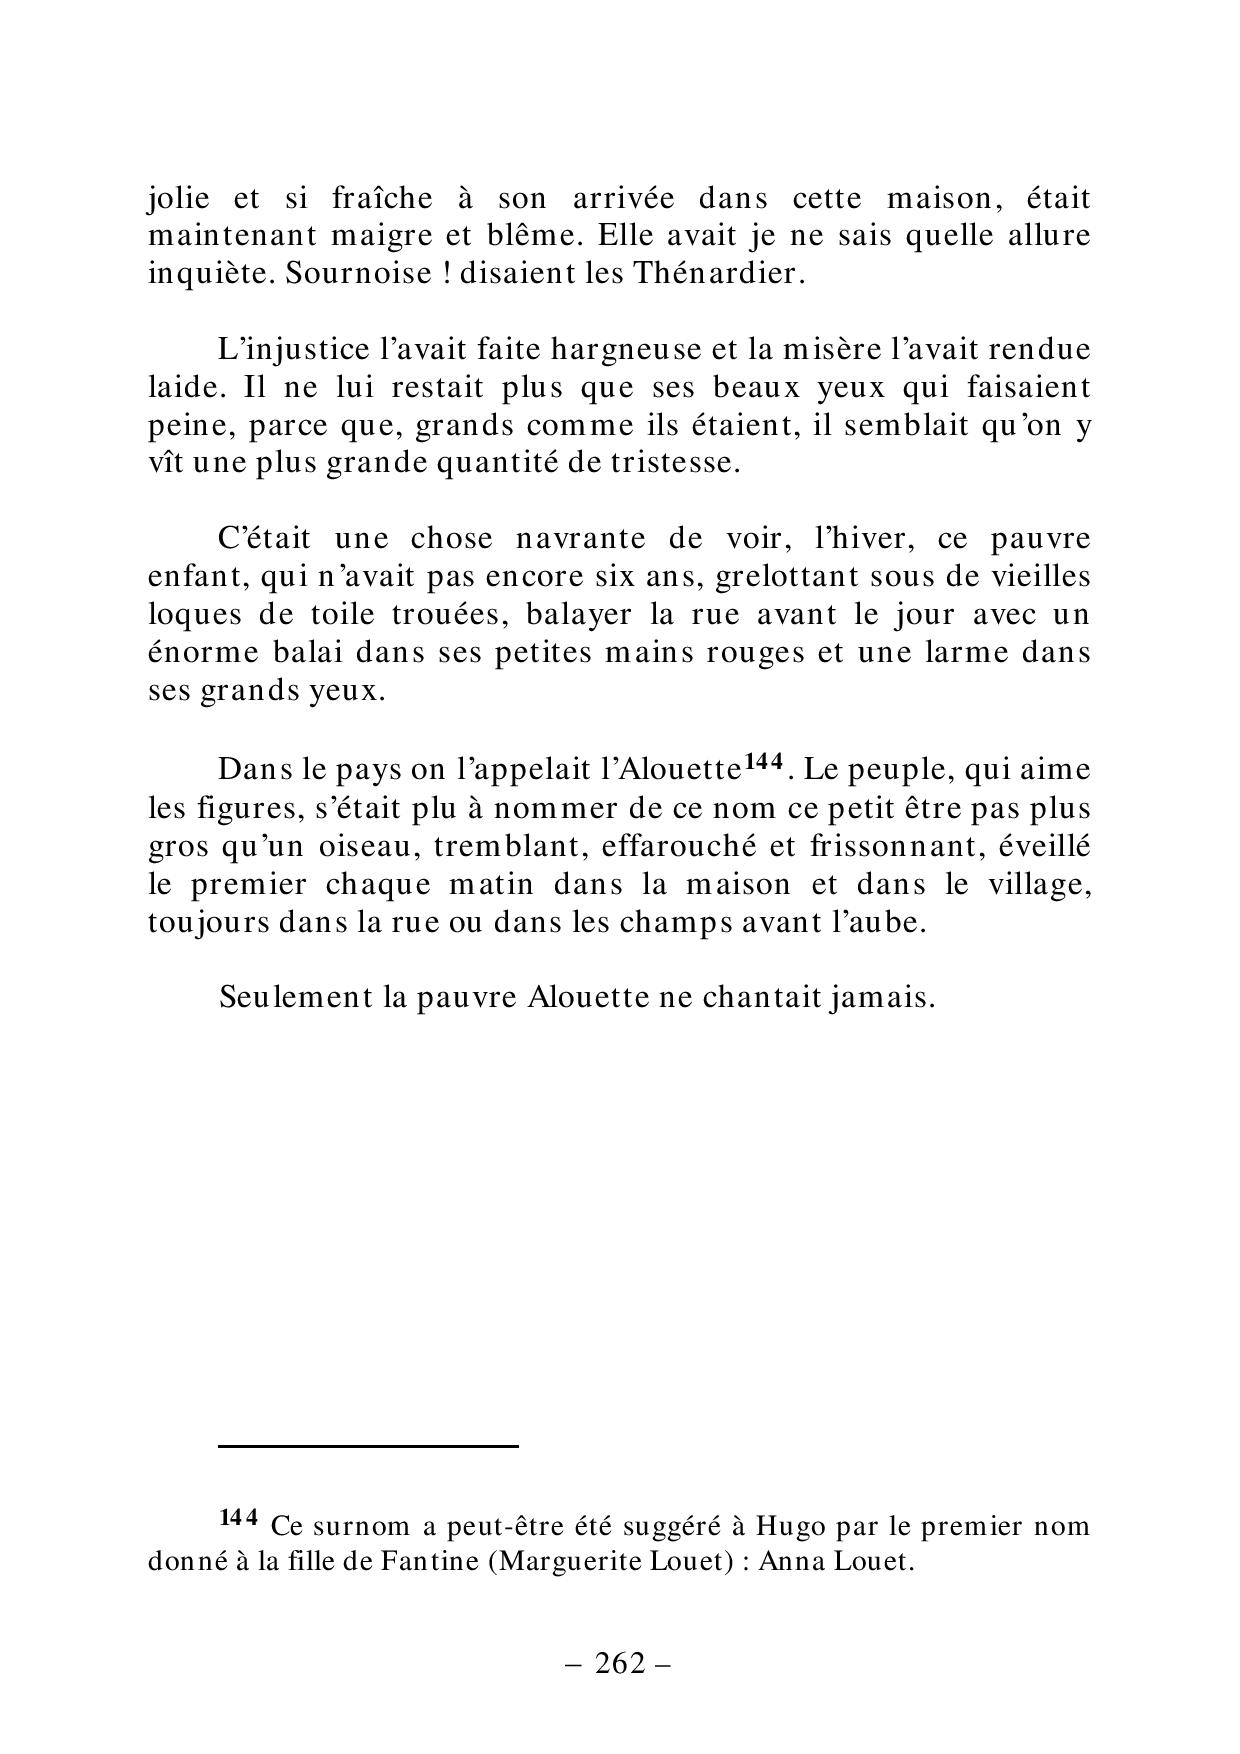 jolie et si fraîche à son arrivée dans cette maison, était
maintenant maigre et blême. Elle avait je ne sais quelle allure
inquiète. Sournoise ! disaient les Thénardier.
L’injustice l’avait faite hargneuse et la misère l’avait rendue
laide. Il ne lui restait plus que ses beaux yeux qui faisaient
peine, parce que, grands comme ils étaient, il semblait qu’on y
vît une plus grande quantité de tristesse.
C’était une chose navrante de voir, l’hiver, ce pauvre
enfant, qui n’avait pas encore six ans, grelottant sous de vieilles
loques de toile trouées, balayer la rue avant le jour avec un
énorme balai dans ses petites mains rouges et une larme dans
ses grands yeux.
Dans le pays on l’appelait l’Alouette144. Le peuple, qui aime
les figures, s’était plu à nommer de ce nom ce petit être pas plus
gros qu’un oiseau, tremblant, effarouché et frissonnant, éveillé
le premier chaque matin dans la maison et dans le village,
toujours dans la rue ou dans les champs avant l’aube.
Seulement la pauvre Alouette ne chantait jamais.
144 Ce surnom a peut-être été suggéré à Hugo par le premier nom
donné à la fille de Fantine (Marguerite Louet) : Anna Louet.
– 262 –